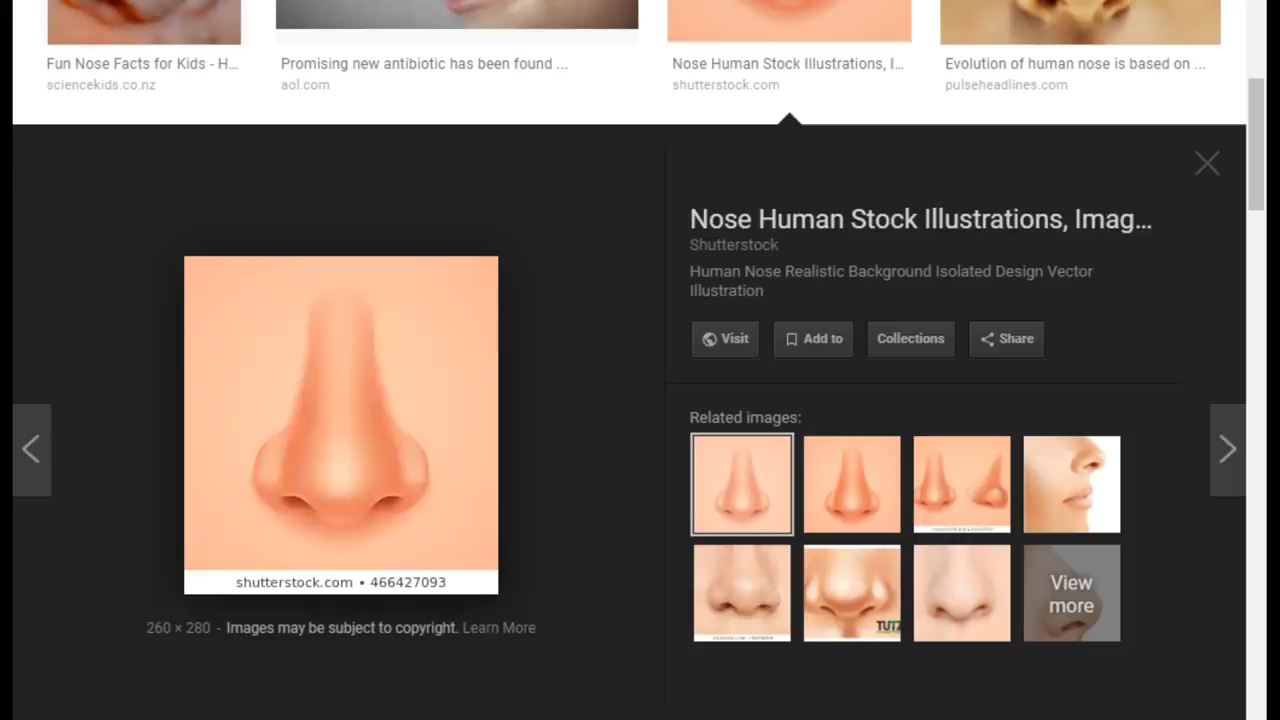 Fun Nose Facts for Kids - H...
sciencekids.co.nz
Promising new antibiotic has been found ...
aol.com
Nose Human Stock Illustrations, I...
shutterstock.com
Evolution of human nose is based on ...
pulseheadlines.com
Nose Human Stock Illustrations, Imag...
Shutterstock
Human Nose Realistic Background Isolated Design Vector
Illustration
Visit
Add to
Collections
Share
Related images:
View
more
TUT
shutterstock.com • 466427093
260 × 280 - Images may be subject to copyright. Learn More